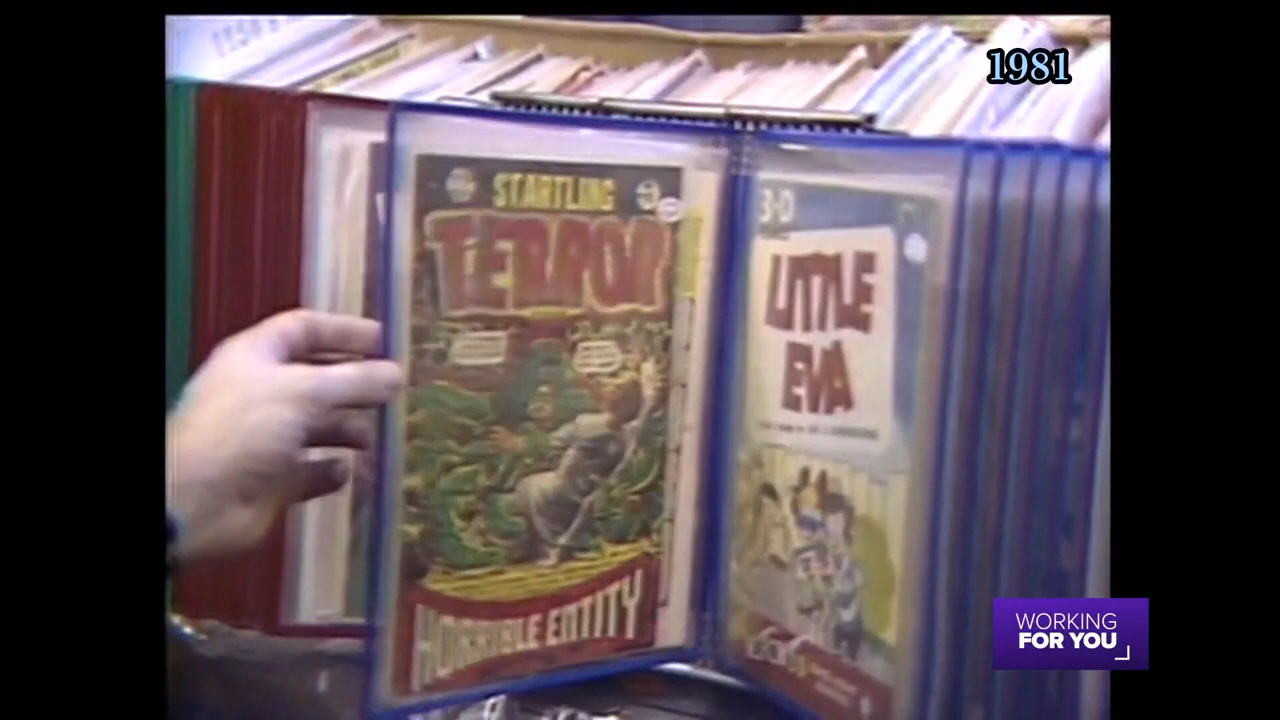 1981
STARTLING
TERROR
HORRIBLE ENTITY
3-D
LITTLE
EVA
WORKING
FOR YOU